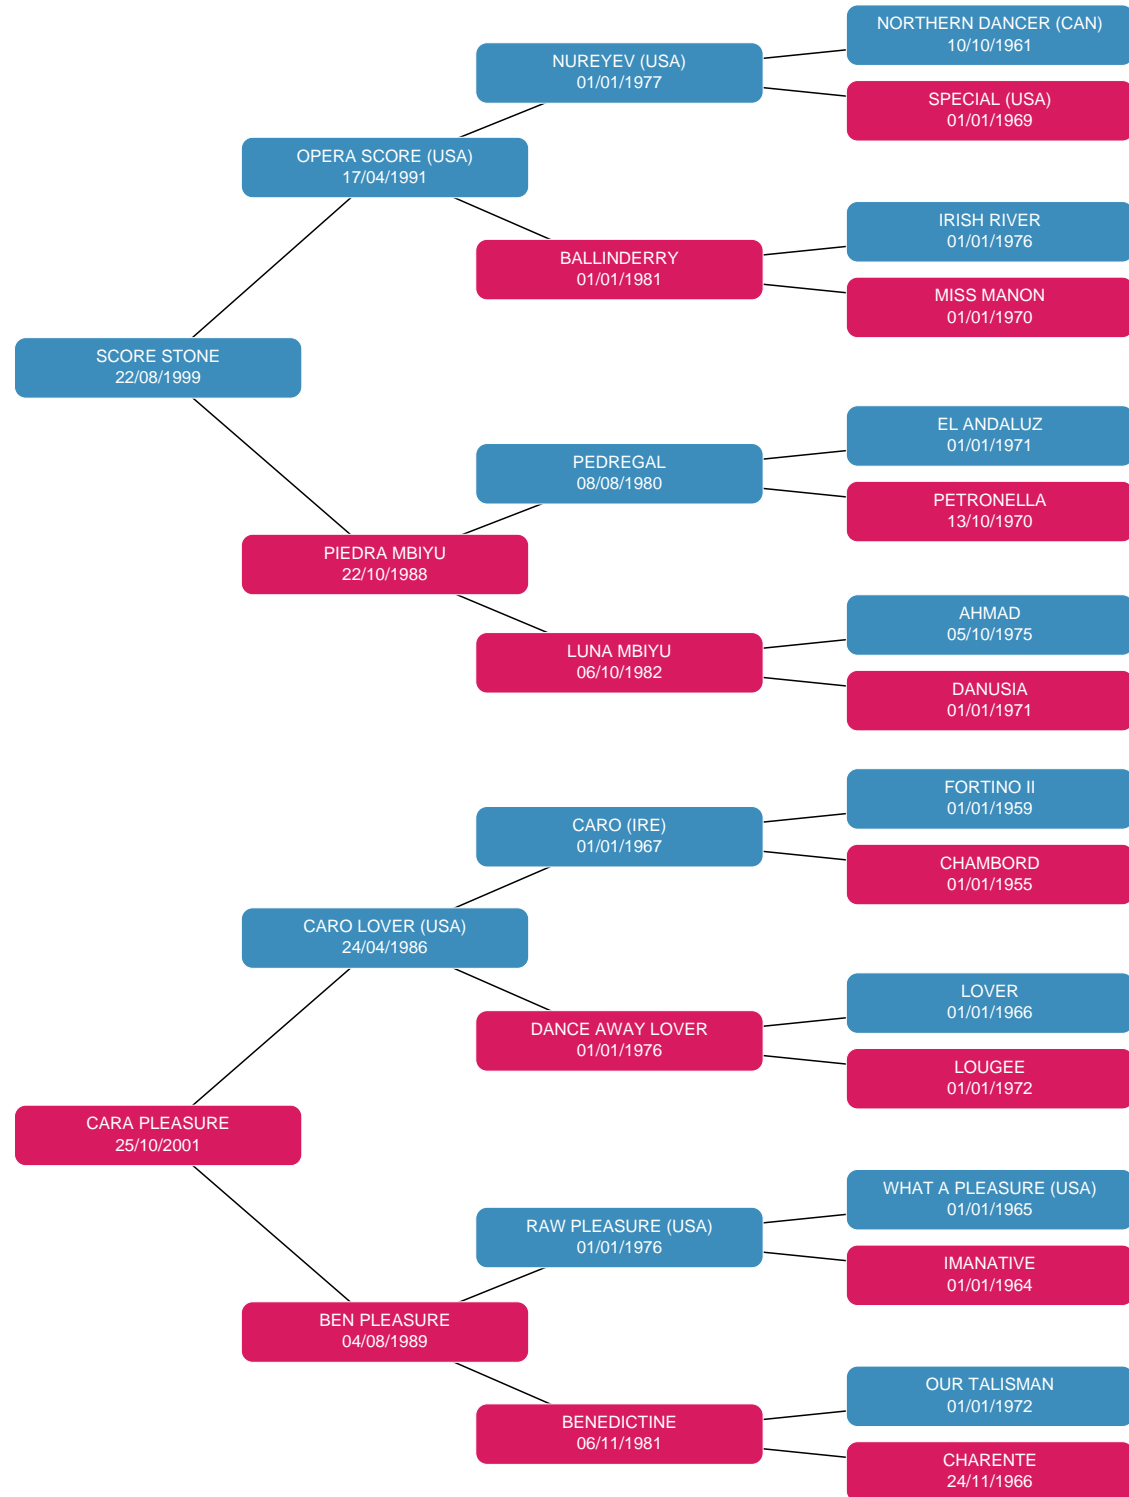 NORTHERN DANCER (CAN)
10/10/1961
NUREYEV (USA)
01/01/1977
SPECIAL (USA)
01/01/1969
OPERA SCORE (USA)
17/04/1991
IRISH RIVER
01/01/1976
BALLINDERRY
01/01/1981
MISS MANON
01/01/1970
SCORE STONE
22/08/1999
EL ANDALUZ
01/01/1971
PEDREGAL
08/08/1980
PETRONELLA
13/10/1970
PIEDRA MBIYU
22/10/1988
AHMAD
05/10/1975
LUNA MBIYU
06/10/1982
DANUSIA
01/01/1971
FORTINO II
01/01/1959
CARO (IRE)
01/01/1967
CHAMBORD
01/01/1955
CARO LOVER (USA)
24/04/1986
LOVER
01/01/1966
DANCE AWAY LOVER
01/01/1976
LOUGEE
01/01/1972
CARA PLEASURE
25/10/2001
WHAT A PLEASURE (USA)
01/01/1965
RAW PLEASURE (USA)
01/01/1976
IMANATIVE
01/01/1964
BEN PLEASURE
04/08/1989
OUR TALISMAN
01/01/1972
BENEDICTINE
06/11/1981
CHARENTE
24/11/1966